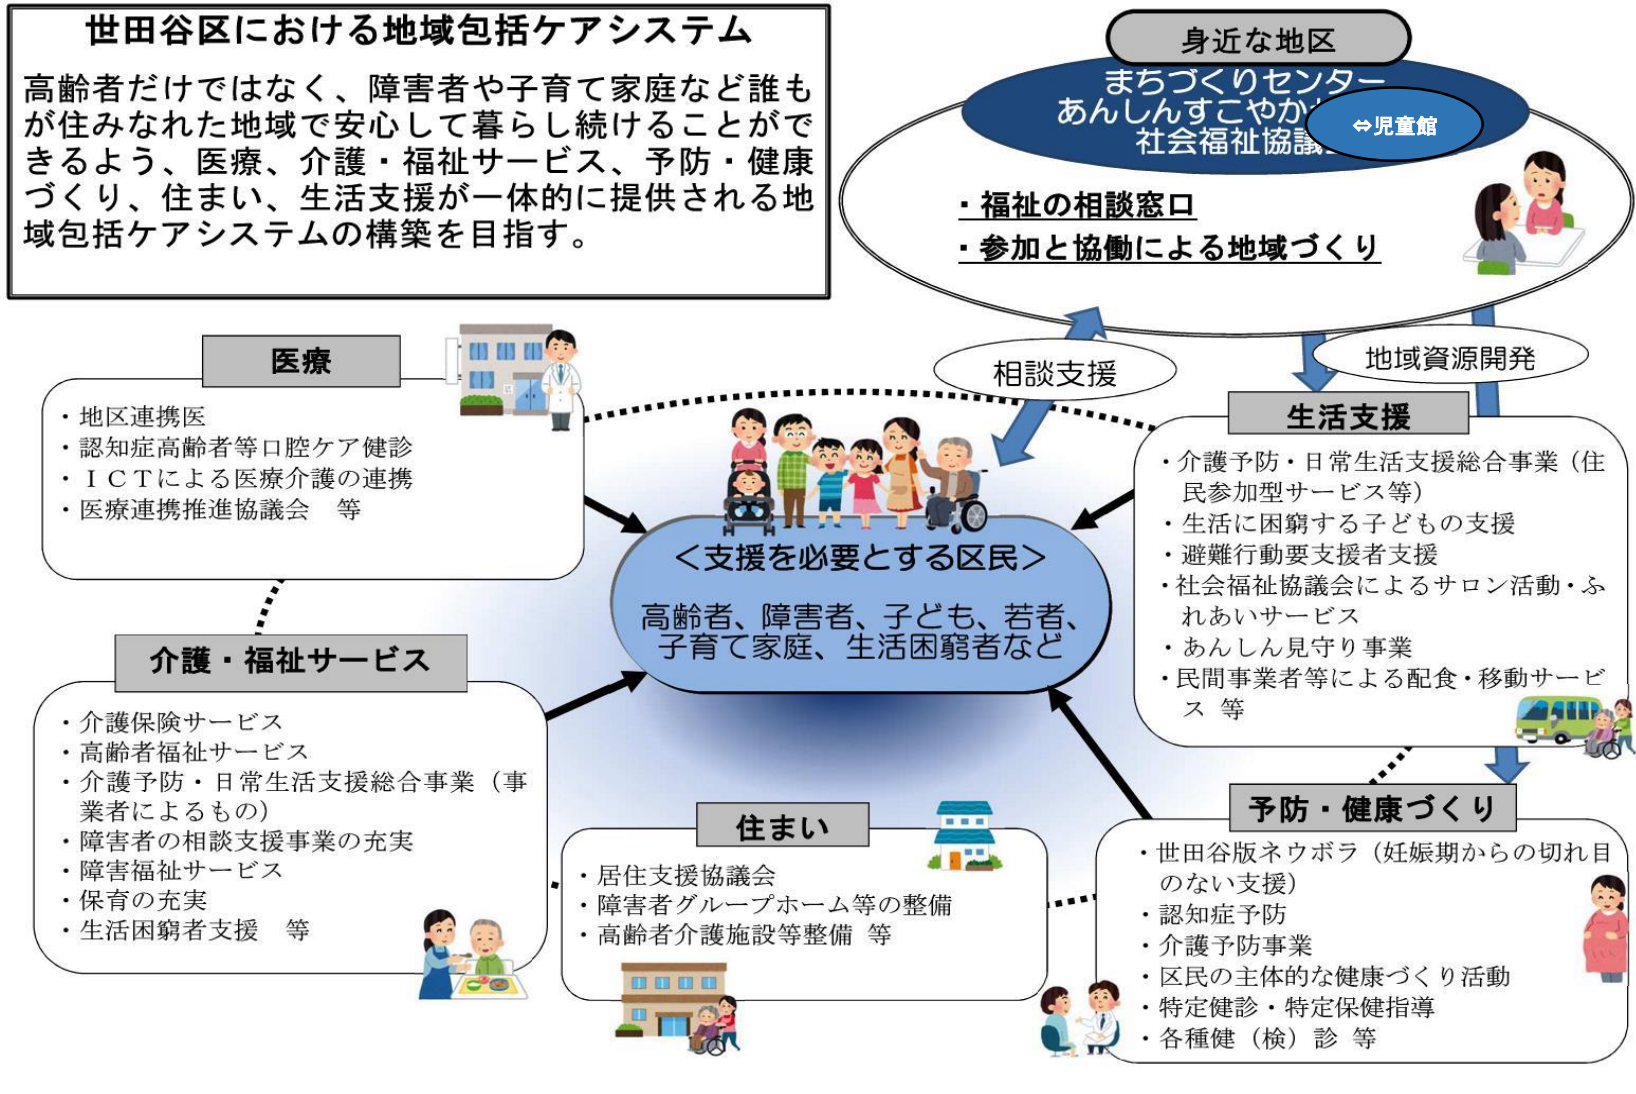 世田谷区における地域包括ケアシステム
高齢者だけではなく、障害者や子育て家庭など誰も
が住みなれた地域で安心して暮らし続けることがで
きるよう、医療、介護・福祉サービス、予防・健康
づくり、住まい、生活支援が一体的に提供される地
域包括ケアシステムの構築を目指す。
身近な地区
まちづくりセンター
あんしんすこやか
社会福祉協議
⇔児童館
・福祉の相談窓口
・参加と協働による地域づくり
相談支援
地域資源開発
医療
・地区連携医
・認知症高齢者等口腔ケア健診
・ＩＣＴによる医療介護の連携
・医療連携推進協議会　等
＜支援を必要とする区民＞
高齢者、障害者、子ども、若者、
子育て家庭、生活困窮者など
生活支援
・介護予防・日常生活支援総合事業（住
民参加型サービス等）
・生活に困窮する子どもの支援
・避難行動要支援者支援
・社会福祉協議会によるサロン活動・ふ
れあいサービス
・あんしん見守り事業
・民間事業者等による配食・移動サービ
ス 等
介護・福祉サービス
・介護保険サービス
・高齢者福祉サービス
・介護予防・日常生活支援総合事業（事
業者によるもの）
・障害者の相談支援事業の充実
・障害福祉サービス
・保育の充実
・生活困窮者支援　等
住まい
・居住支援協議会
・障害者グループホーム等の整備
・高齢者介護施設等整備 等
予防・健康づくり
・世田谷版ネウボラ（妊娠期からの切れ目
のない支援）
・認知症予防
・介護予防事業
・区民の主体的な健康づくり活動
・特定健診・特定保健指導
・各種健（検）診 等